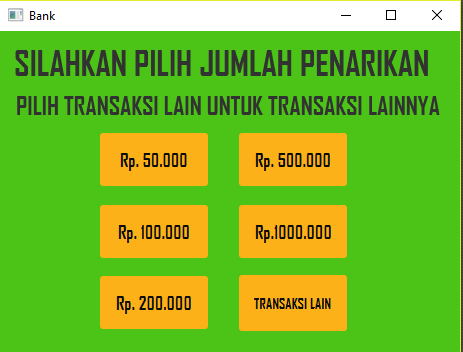 Bank
SILAHKAN PILIH JUMLAH PENARIKAN
PILIH TRANSAKSI LAIN UNTUK TRANSAKSI LAINNYA
Rp. 50.000
Rp. 500.000
Rp. 100.000
Rp.1000.000
Rp. 200.000
TRANSAKSI LAIN